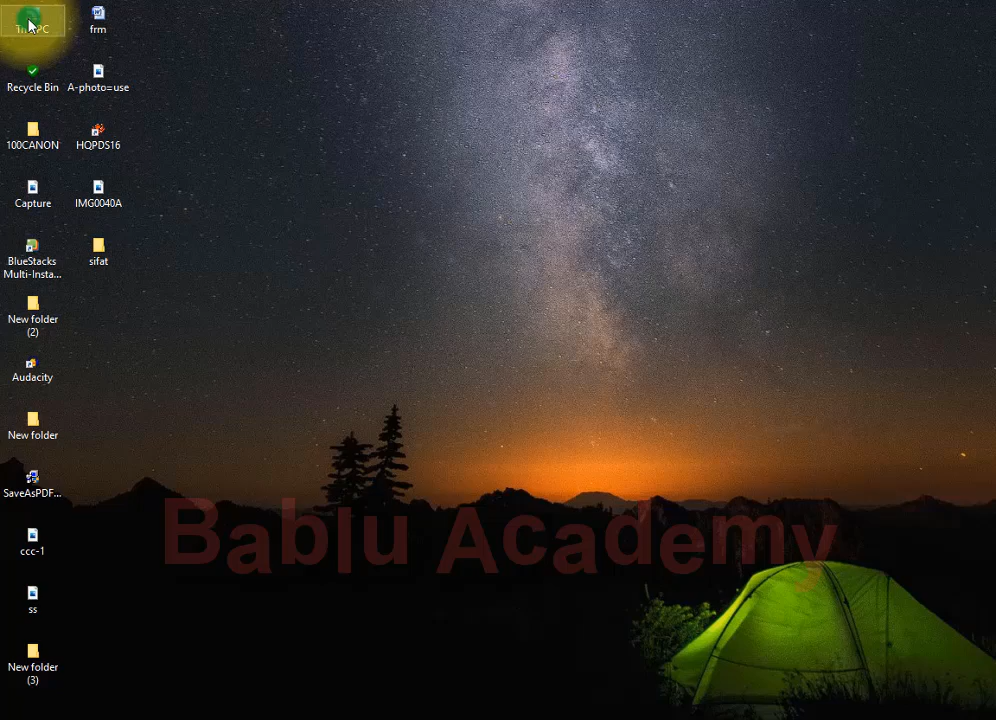 frm
Recycle Bin
A-photo=use
100CANON
HQPDS16
Capture
IMG0040A
BlueStacks
Multi-Insta...
sifat
New folder
(2)
Audacity
New folder
SaveAsPDF...
ccc-1
ss
New folder
(3)
Bablu Academy